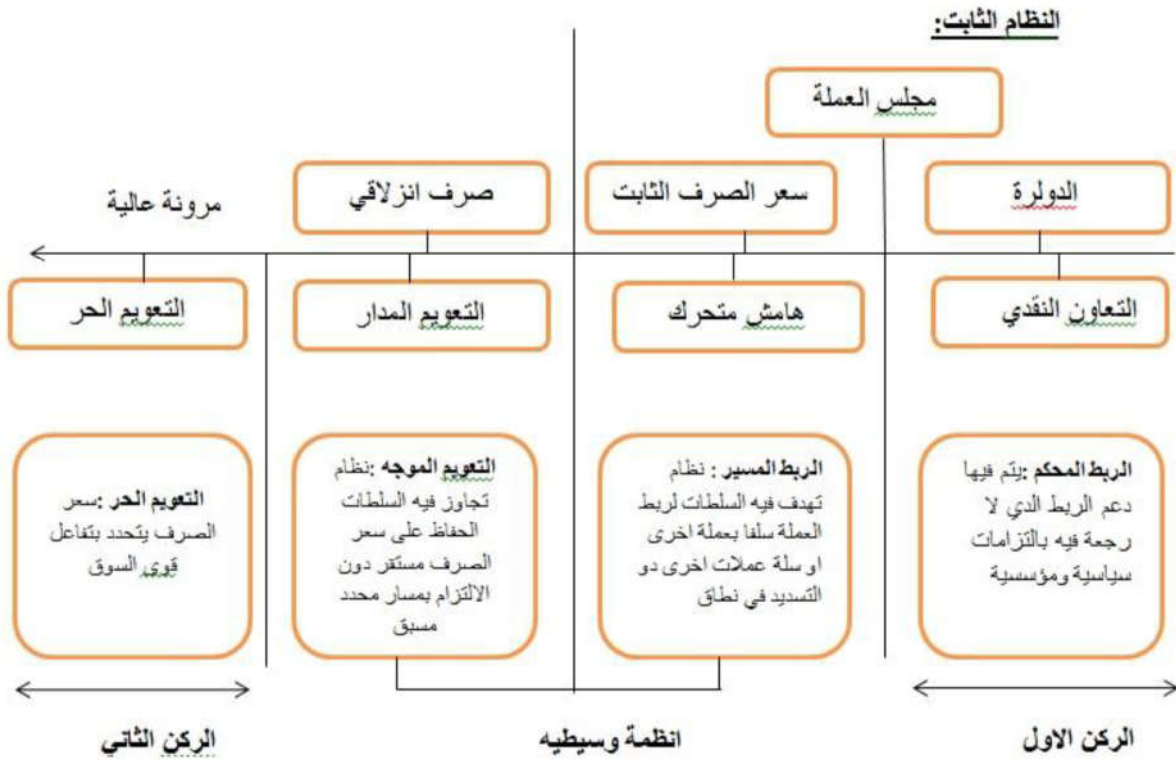 النظام الثابت:
مجلس العملة
الدولرة
سعر الصرف الثابت
صرف انزلاقي
مرونة عالية
التعاون النقدي
هامش متحرك
التعويم المدار
التعويم الحر
الربط المحكم :يتم فيها
دعم الربط الدي لا
رجعة فيه بالتزامات
سياسية ومؤسسية
الربط المسير : نظام
تهدف فيه السلطات لربط
العملة سلفا بعملة اخرى
او سلة عملات اخرى دو
التسديد في نطاق
التعويم الموجه :نظام
تجاوز فيه السلطات
الحفاظ على سعر
الصرف مستقر دون
الالتزام بمسار محدد
مسبق
التعويم الحر :سعر
الصرف يتحدد بتفاعل
قوى السوق
الركن الاول
انظمة وسيطيه
الركن الثاني